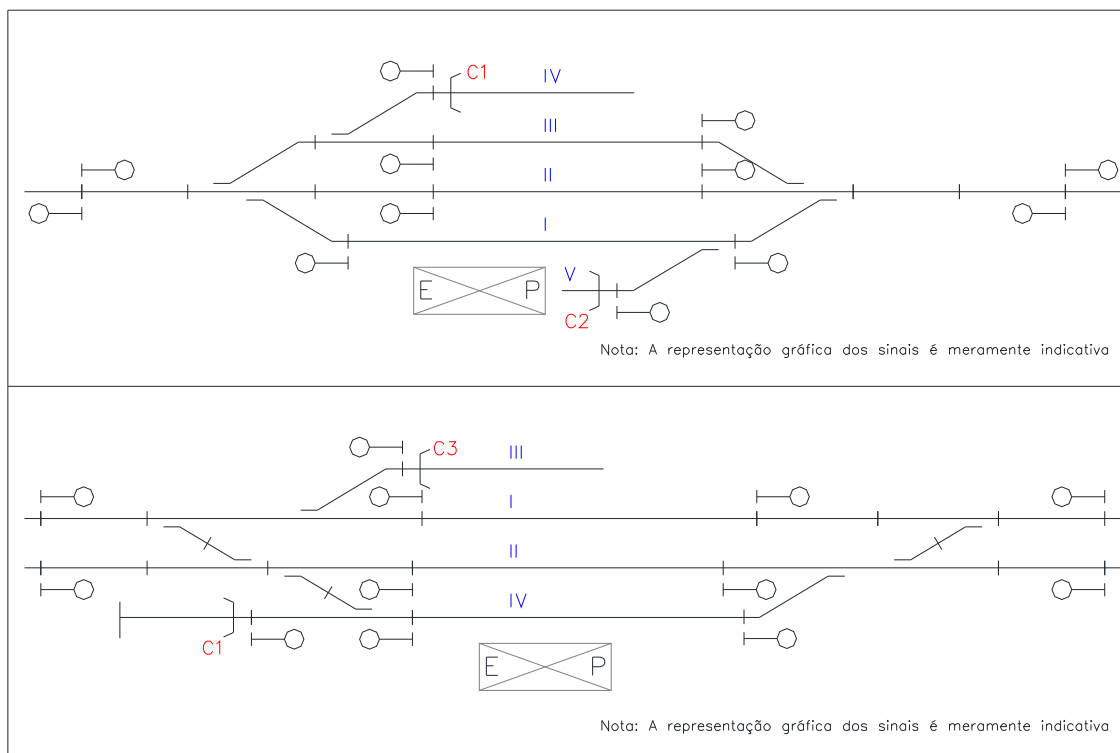 C1
IV
III
II
I
V
E P
C2
Nota: A representação gráfica dos sinais é meramente indicativa
C3
III
I
II
IV
C1
E P
Nota: A representação gráfica dos sinais é meramente indicativa